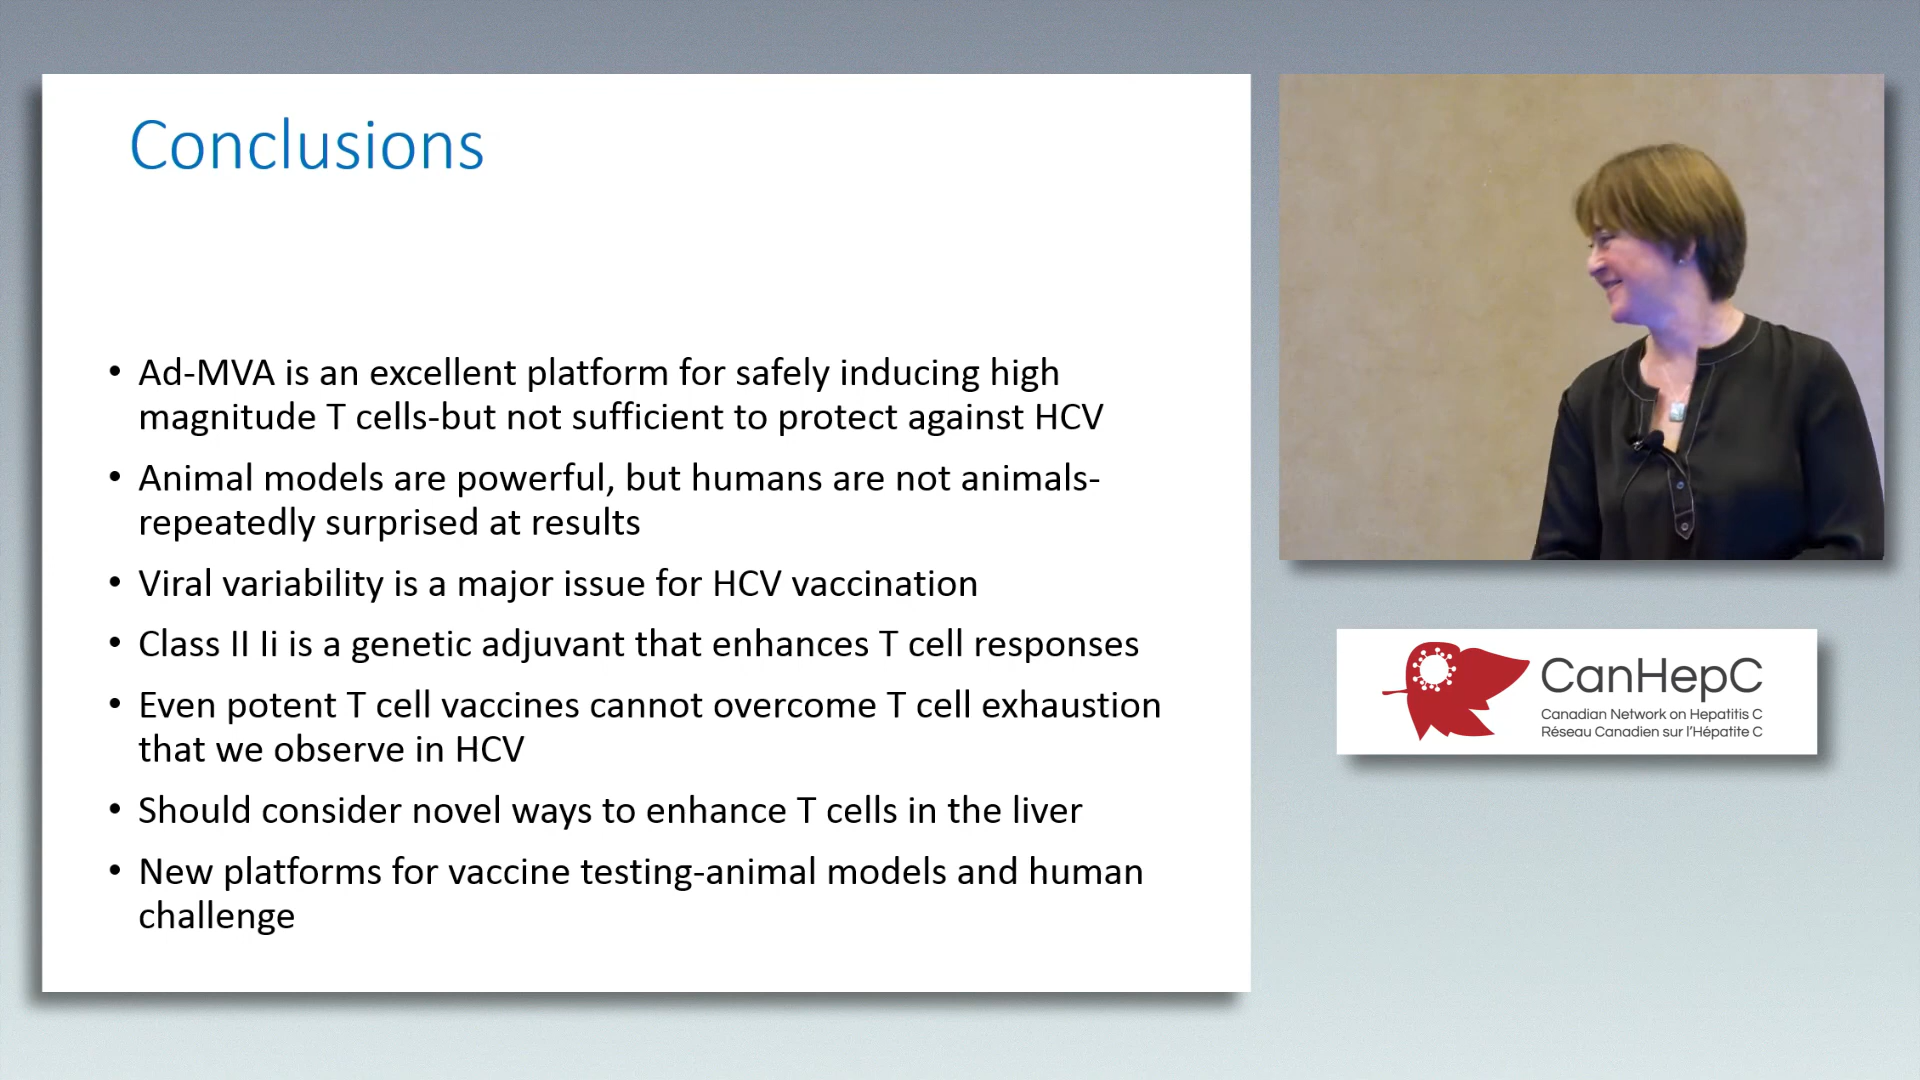 Conclusions
• Ad-MVA is an excellent platform for safely inducing high
magnitude T cells-but not sufficient to protect against HCV
• Animal models are powerful, but humans are not animals-
repeatedly surprised at results
• Viral variability is a major issue for HCV vaccination
• Class II Ii is a genetic adjuvant that enhances T cell responses
• Even potent T cell vaccines cannot overcome T cell exhaustion
that we observe in HCV
• Should consider novel ways to enhance T cells in the liver
• New platforms for vaccine testing-animal models and human
challenge
CanHepC
Canadian Network on Hepatitis C
Réseau Canadien sur l'Hépatite C